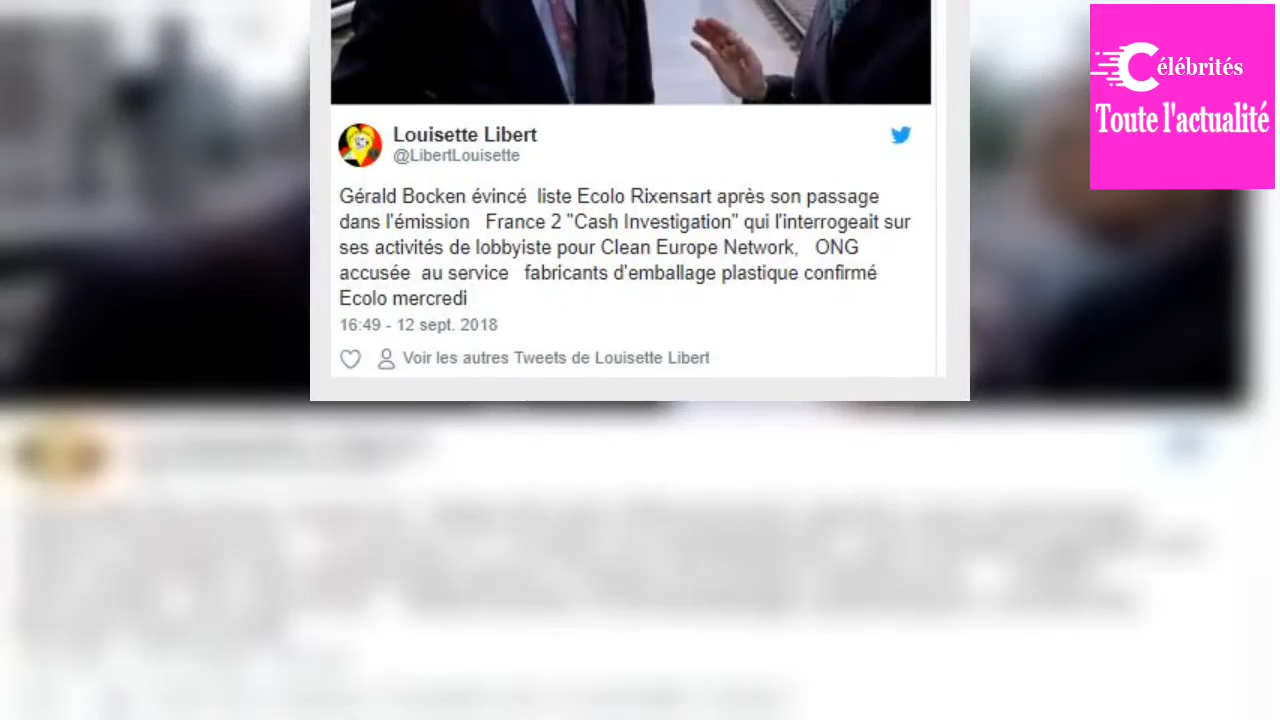 Célébrités
Toute l'actualité
Louisette Libert
@LibertLouisette
Gérald Bocken évincé liste Ecolo Rixensart après son passage
dans l'émission France 2 "Cash Investigation" qui l'interrogeait sur
ses activités de lobbyiste pour Clean Europe Network, ONG
accusée au service fabricants d'emballage plastique confirmé
Ecolo mercredi
16:49 - 12 sept. 2018
Voir les autres Tweets de Louisette Libert